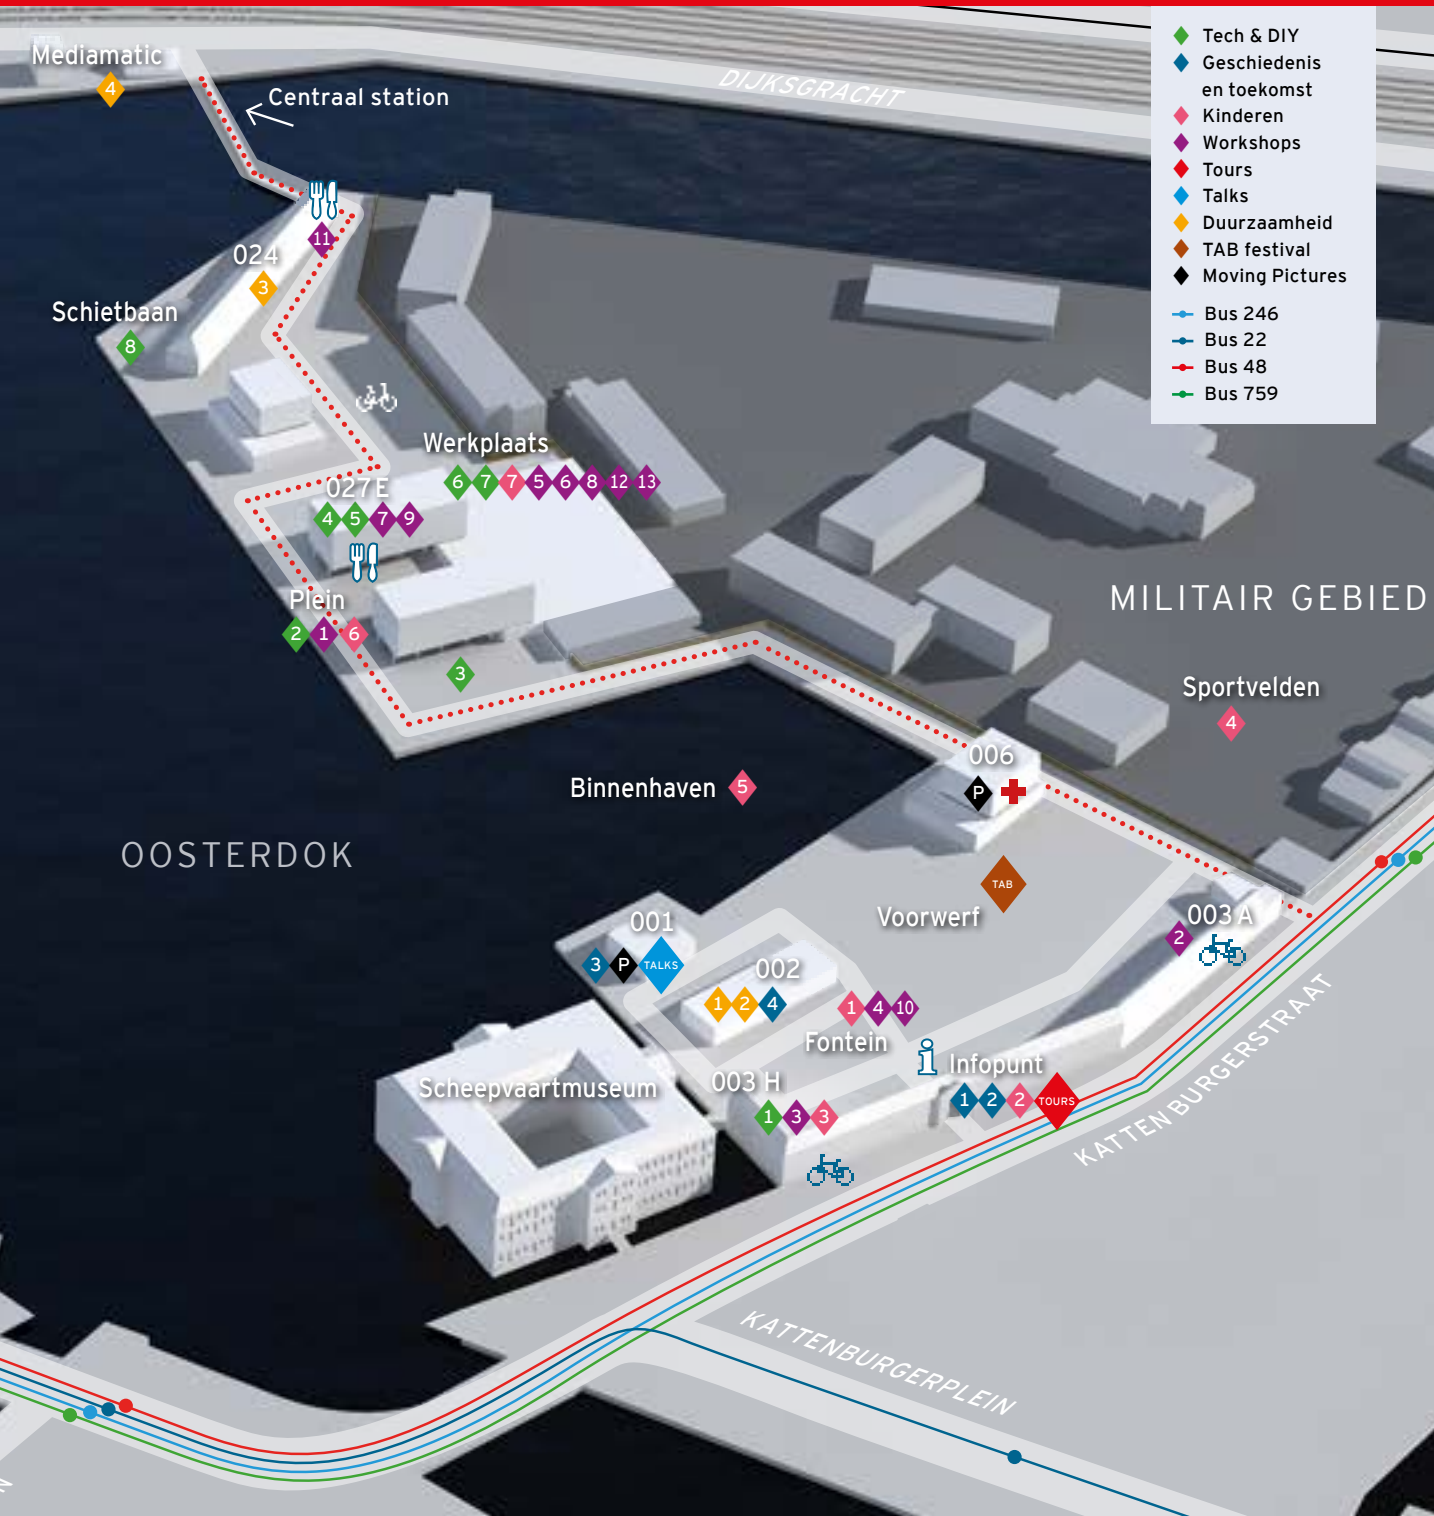 Mediamatic
4
Centraal station
DIJKSGRACHT
Tech & DIY
Geschiedenis
en toekomst
Kinderen
Workshops
Tours
Talks
Duurzaamheid
TAB festival
Moving Pictures
Bus 246
Bus 22
Bus 48
Bus 759
11
024
3
Schietbaan
8
Werkplaats
6 7 7 5 6 8 12 13
027 E
4 5 7 9
Plein
2 1 6
3
MILITAIR GEBIED
Sportvelden
4
006
P
Binnenhaven 5
OOSTERDOK
TAB
Voorwerf
001
3 P TALKS
002
1 2 4
003 A
2
1 4 10
Fontein
Infopunt
1 2 2 TOURS
Scheepvaartmuseum
003 H
1 3 3
KATTENBURGERSTRAAT
KATTENBURGERPLEIN
N